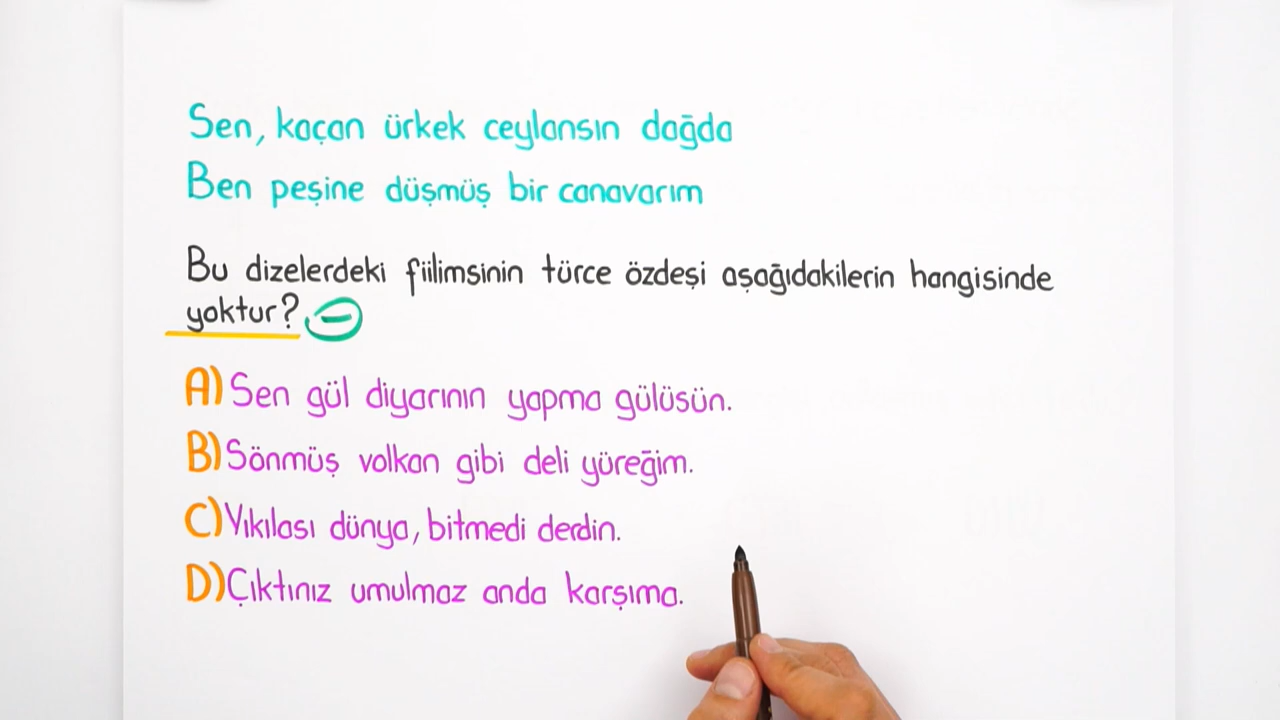 Sen, kaçan ürkek ceylansın dağda
Ben peşine düşmüş bir canavarım
Bu dizelerdeki fiilimsinin türce özdeşi aşağıdakilerin hangisinde
yoktur?
A) Sen gül diyarının yapma gülüsün.
B) Sönmüş volkan gibi deli yüreğim.
C) Yıkılası dünya, bitmedi derdin.
D) Çıktınız umulmaz anda karşıma.